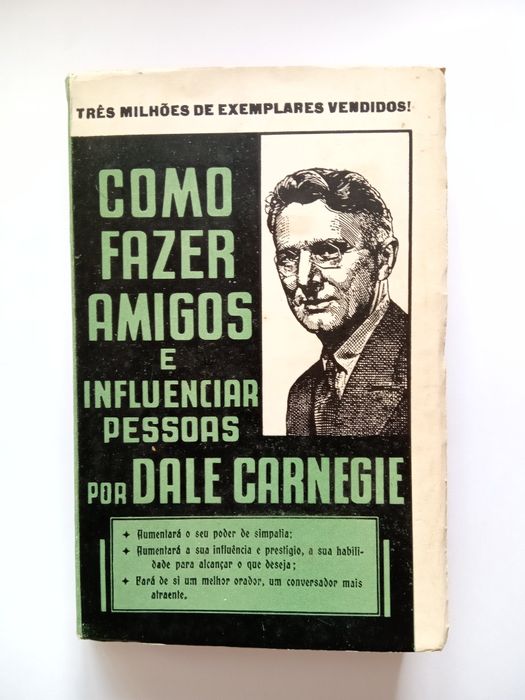 TRÊS MILHÕES DE EXEMPLARES VENDIDOS!
COMO
FAZER
AMIGOS
E
INFLUENCIAR
PESSOAS
POR DALE CARNEGIE
Aumentará o seu poder de simpatia;
Aumentará a sua influência e prestígio, a sua habili-
dade para alcançar o que deseja;
Fará de si um melhor orador, um conversador mais
atraente.